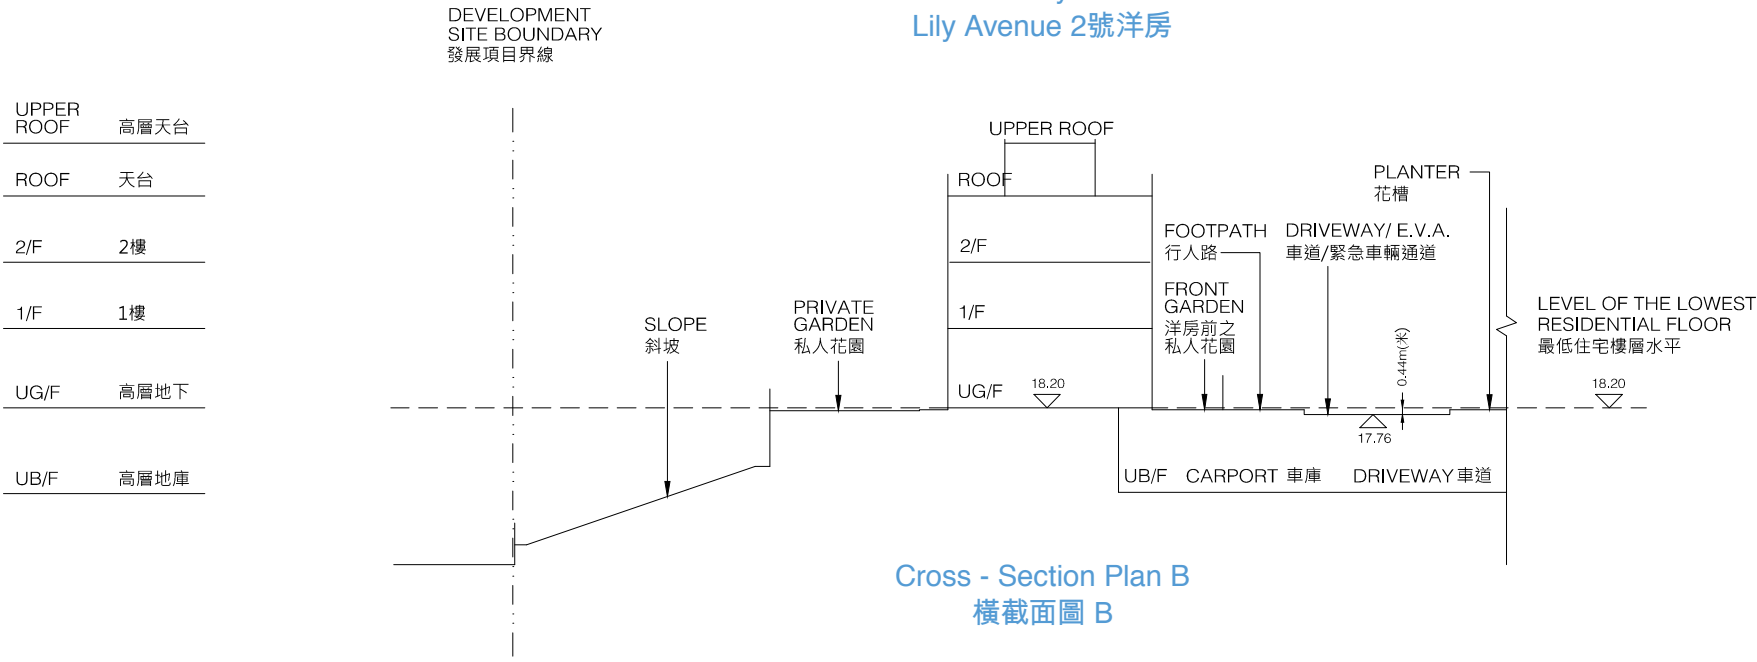 Lily Avenue 2號洋房
DEVELOPMENT
SITE BOUNDARY
發展項目界線
UPPER
ROOF 高層天台
ROOF 天台
2/F 2樓
1/F 1樓
UG/F 高層地下
UB/F 高層地庫
SLOPE
斜坡
PRIVATE
GARDEN
私人花園
UPPER ROOF
ROOF
2/F
1/F
UG/F
18.20
FOOTPATH
行人路
FRONT
GARDEN
洋房前之
私人花園
DRIVEWAY/ E.V.A.
車道/緊急車輛通道
PLANTER
花槽
0.44m(米)
17.76
LEVEL OF THE LOWEST
RESIDENTIAL FLOOR
最低住宅樓層水平
18.20
UB/F CARPORT 車庫 DRIVEWAY 車道
Cross - Section Plan B
橫截面圖 B